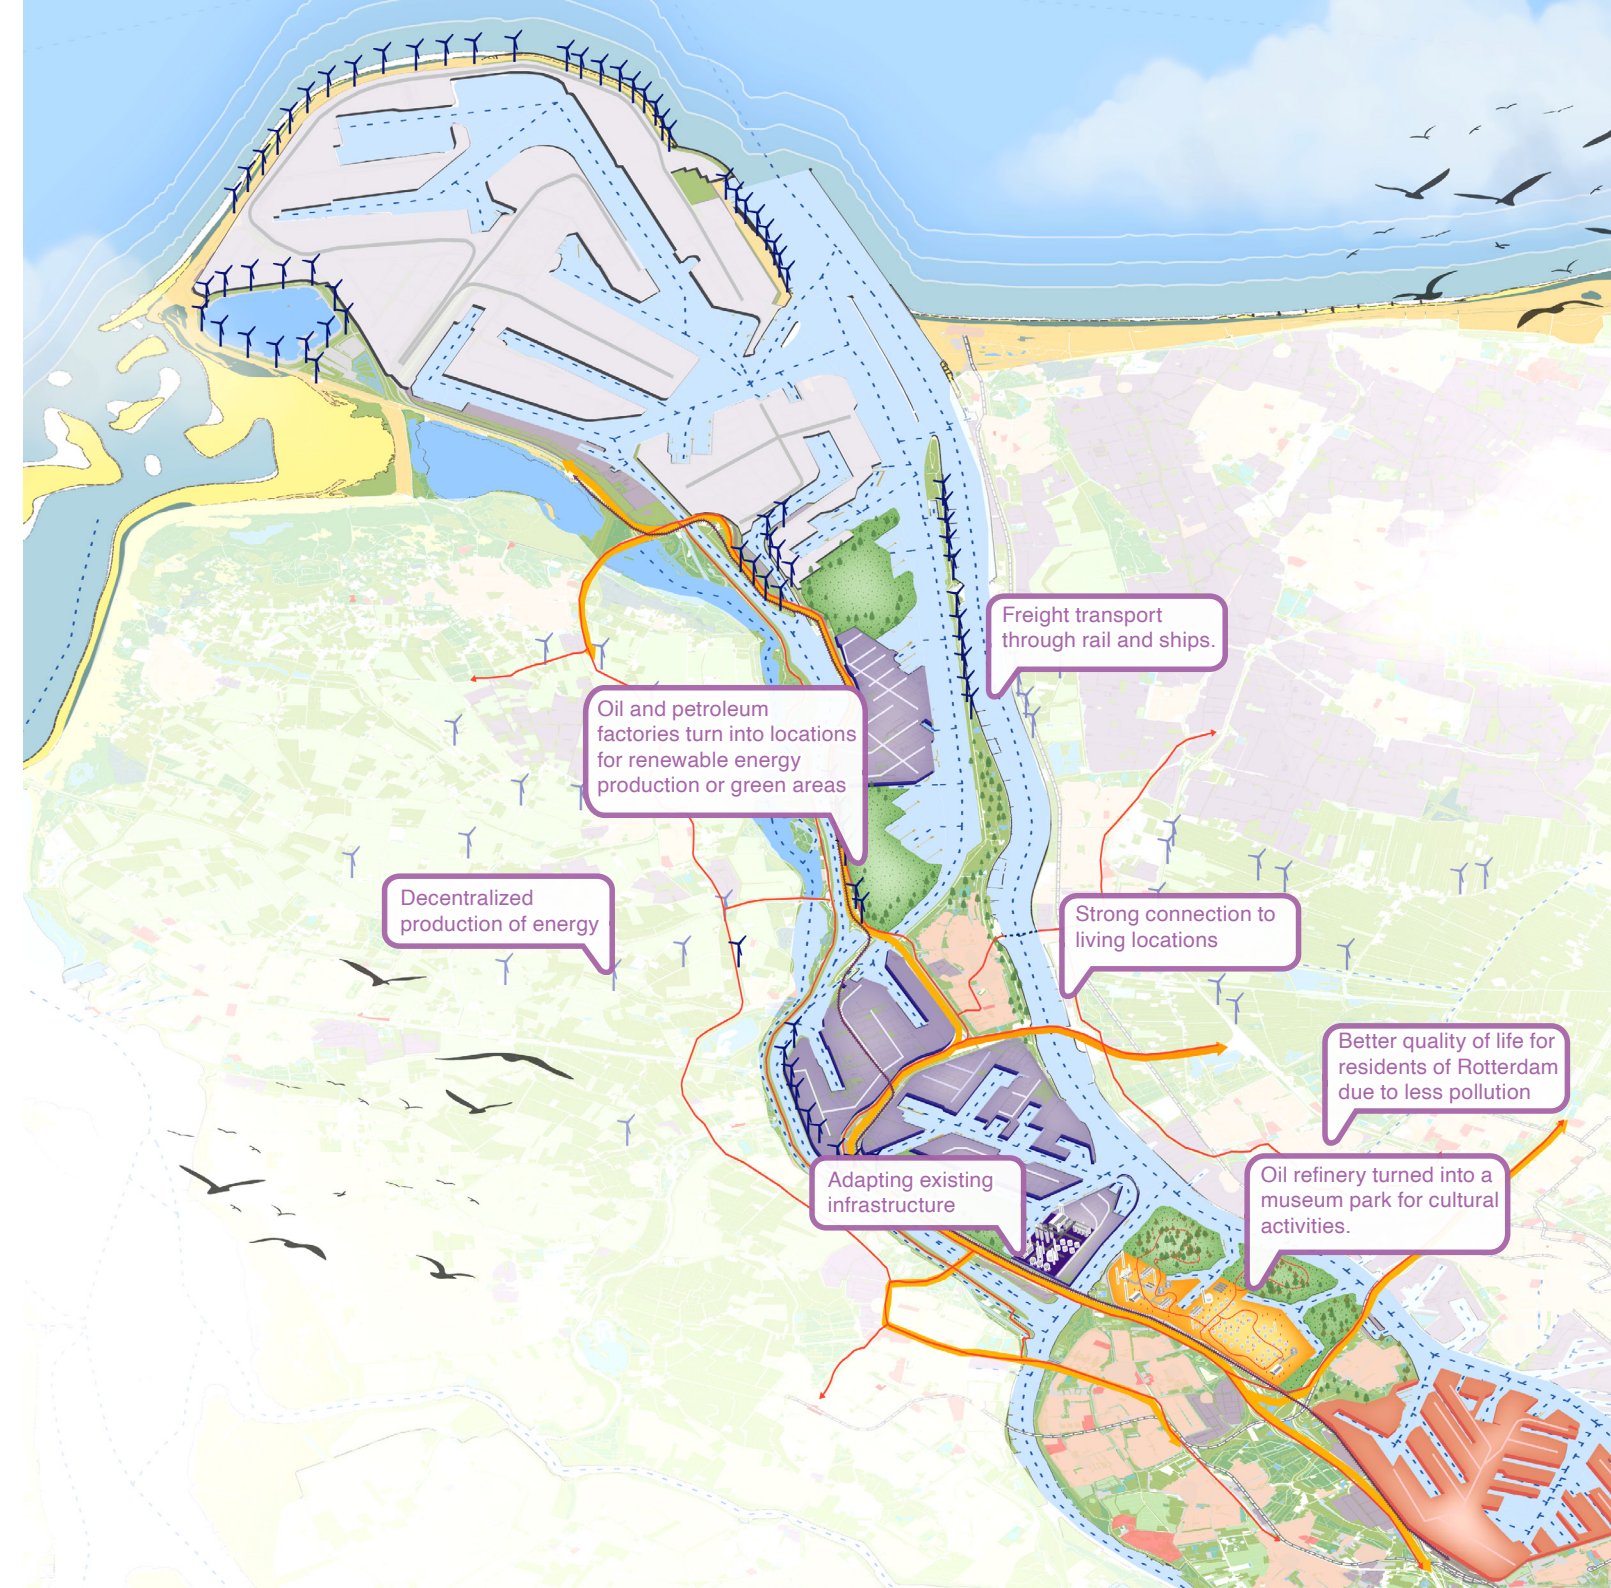 Freight transport
through rail and ships.
Oil and petroleum
factories turn into locations
for renewable energy
production or green areas
Decentralized
production of energy
Strong connection to
living locations
Better quality of life for
residents of Rotterdam
due to less pollution
Adapting existing
infrastructure
Oil refinery turned into a
museum park for cultural
activities.